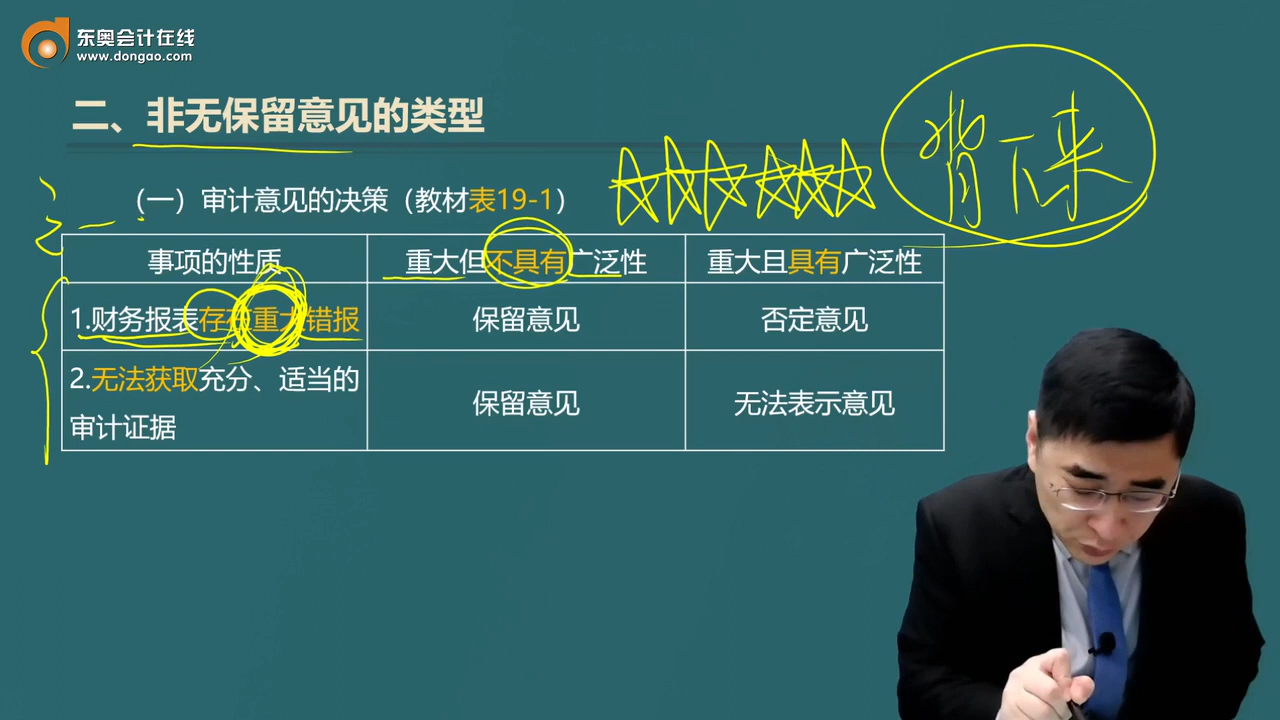 东奥会计在线
www.dongao.com
二、非无保留意见的类型
背下来
（一）审计意见的决策（教材表19-1）
事项的性质 重大但不具有广泛性 重大且具有广泛性
1.财务报表存在重大错报 保留意见 否定意见
2.无法获取充分、适当的
审计证据 保留意见 无法表示意见